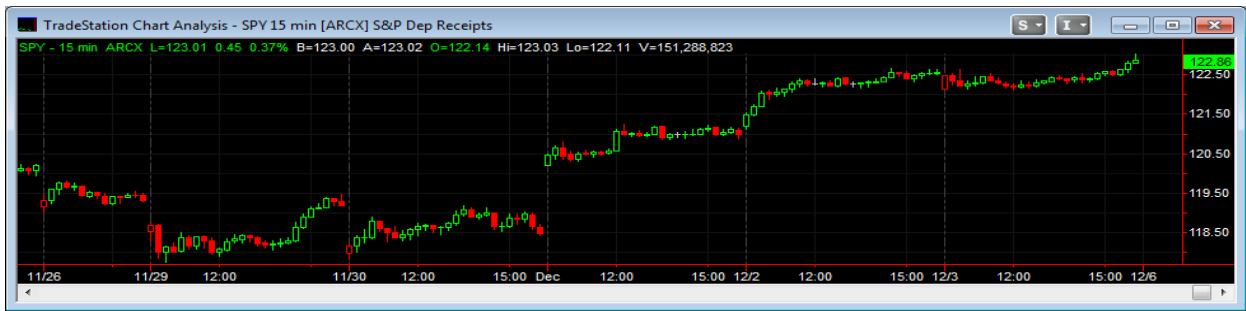 TradeStation Chart Analysis - SPY 15 min [ARCX] S&P Dep Receipts
S I
SPY - 15 min ARCX L=123.01 0.45 0.37% B=123.00 A=123.02 O=122.14 Hi=123.03 Lo=122.11 V=151,288,823
122.86
122.50
121.50
120.50
119.50
118.50
11/26 11/29 12:00 11/30 12:00 15:00 Dec 12:00 15:00 12/2 12:00 15:00 12/3 12:00 15:00 12/6